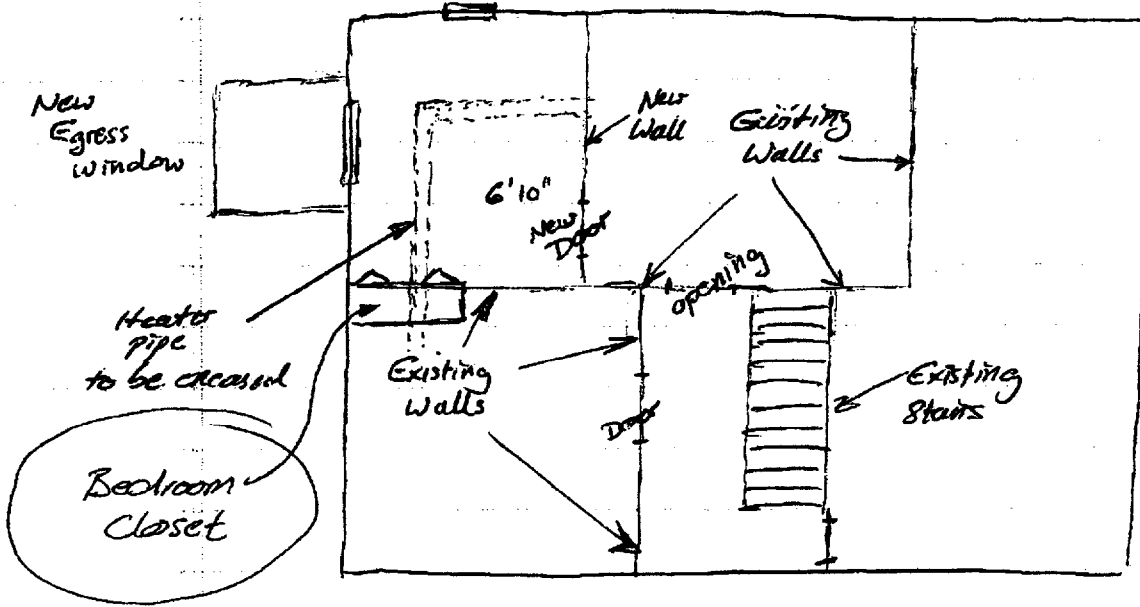 New
Egress
window
New
Wall
Existing
Walls
6'10"
New
Door
opening
Heater
pipe
to be encased
Existing
Walls
Door
Existing
Stairs
Bedroom
Closet